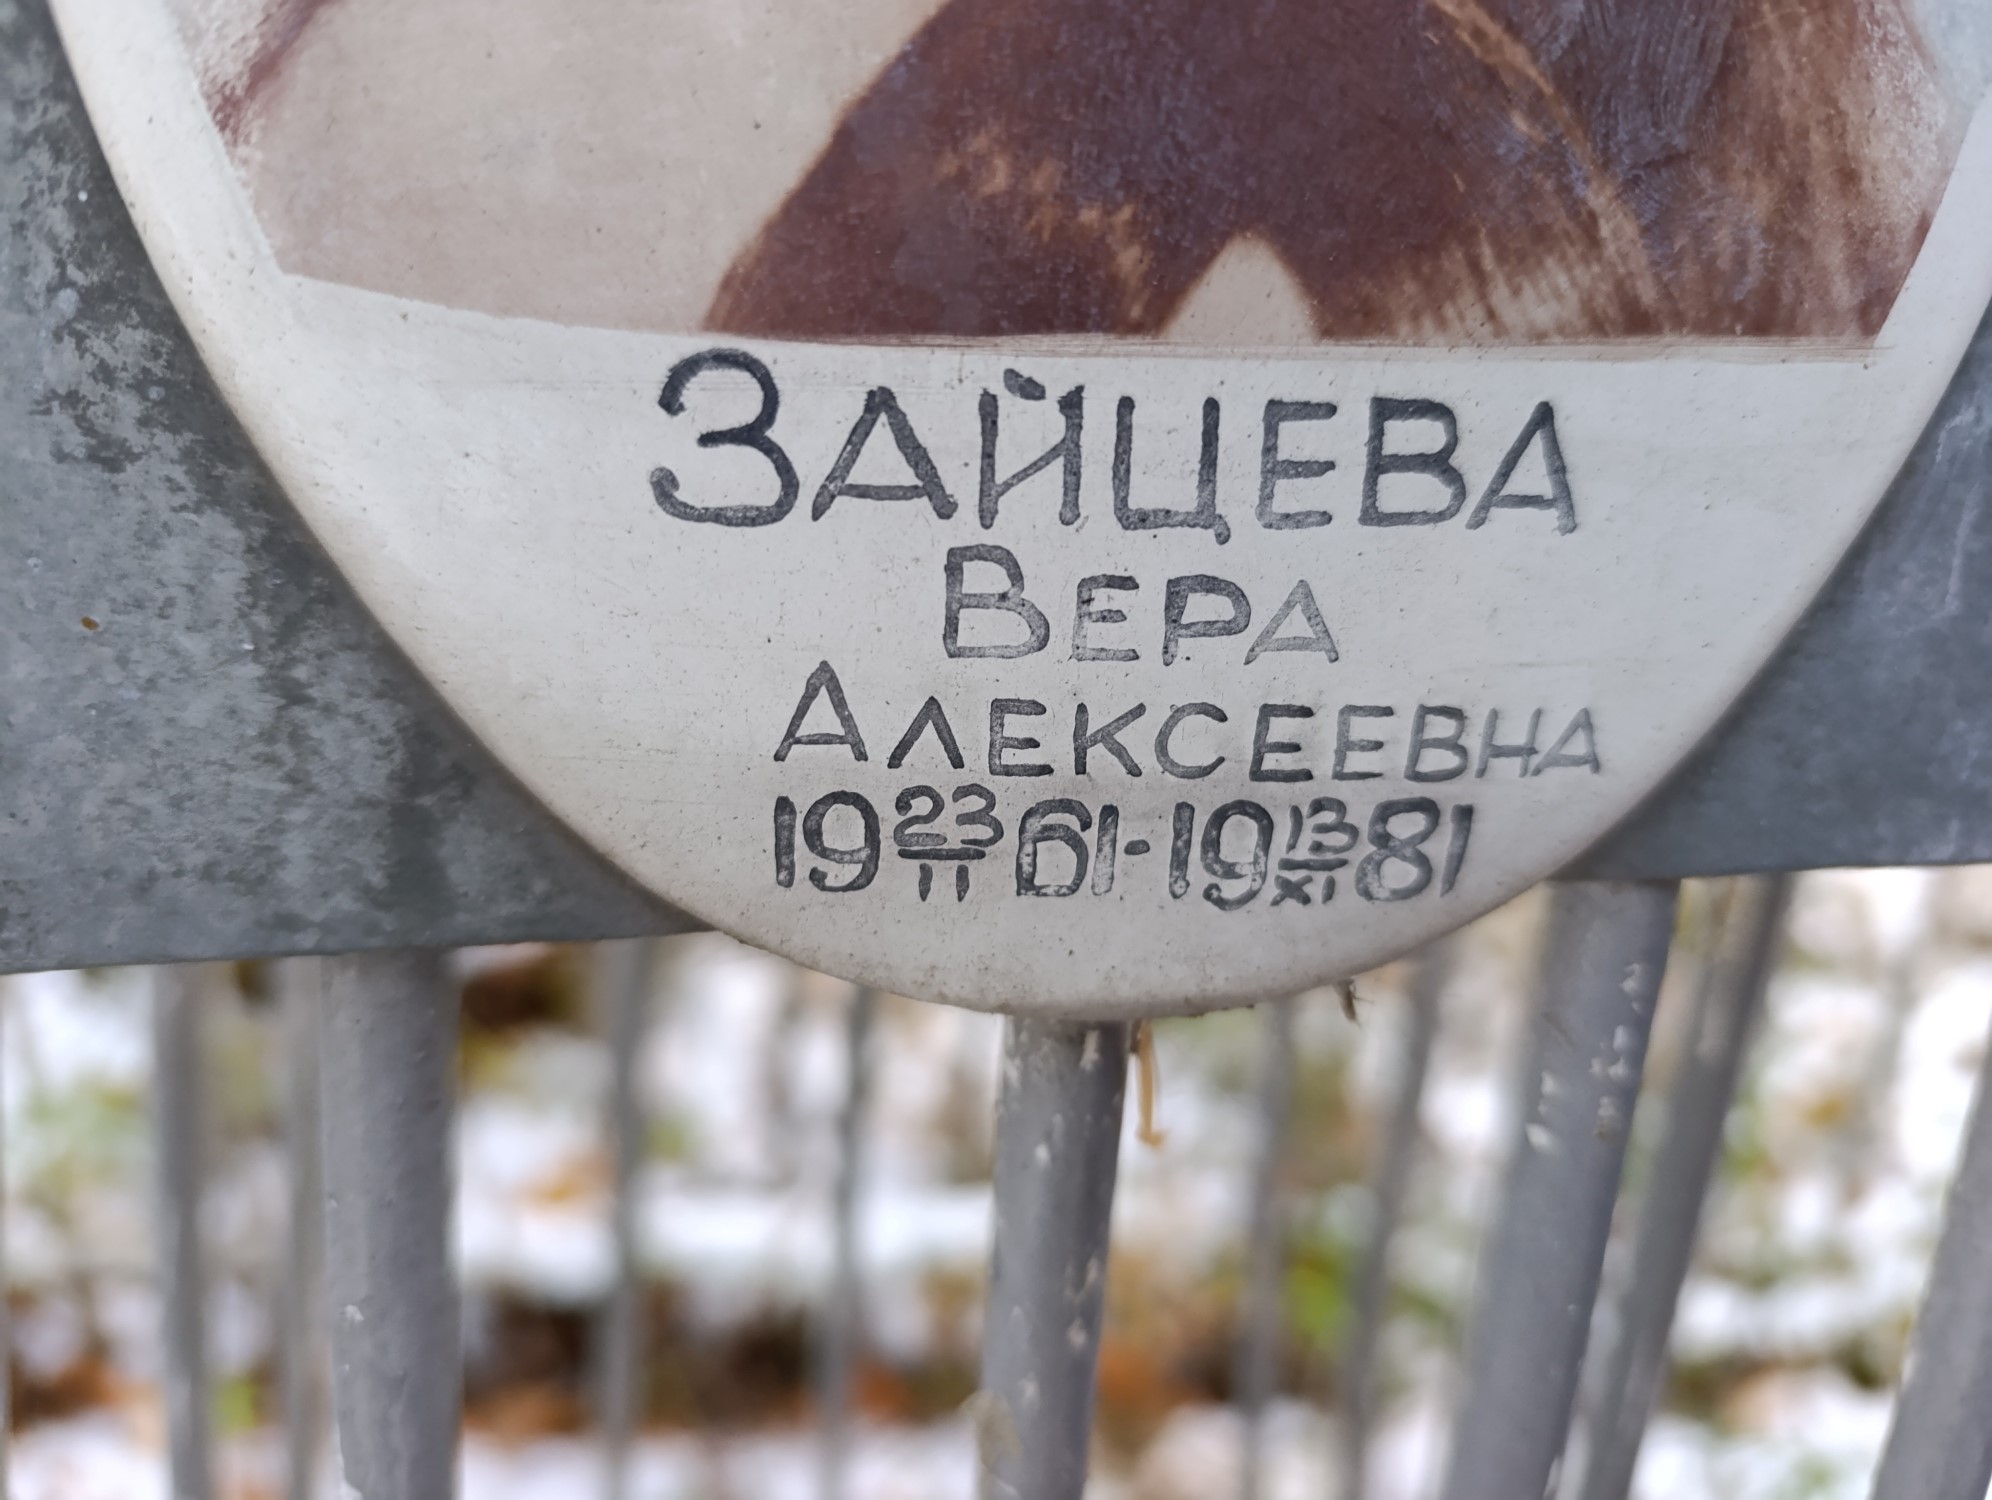 ЗАЙЦЕВА
ВЕРА
АЛЕКСЕЕВНА
19 23/II 61-19 13/XI 81